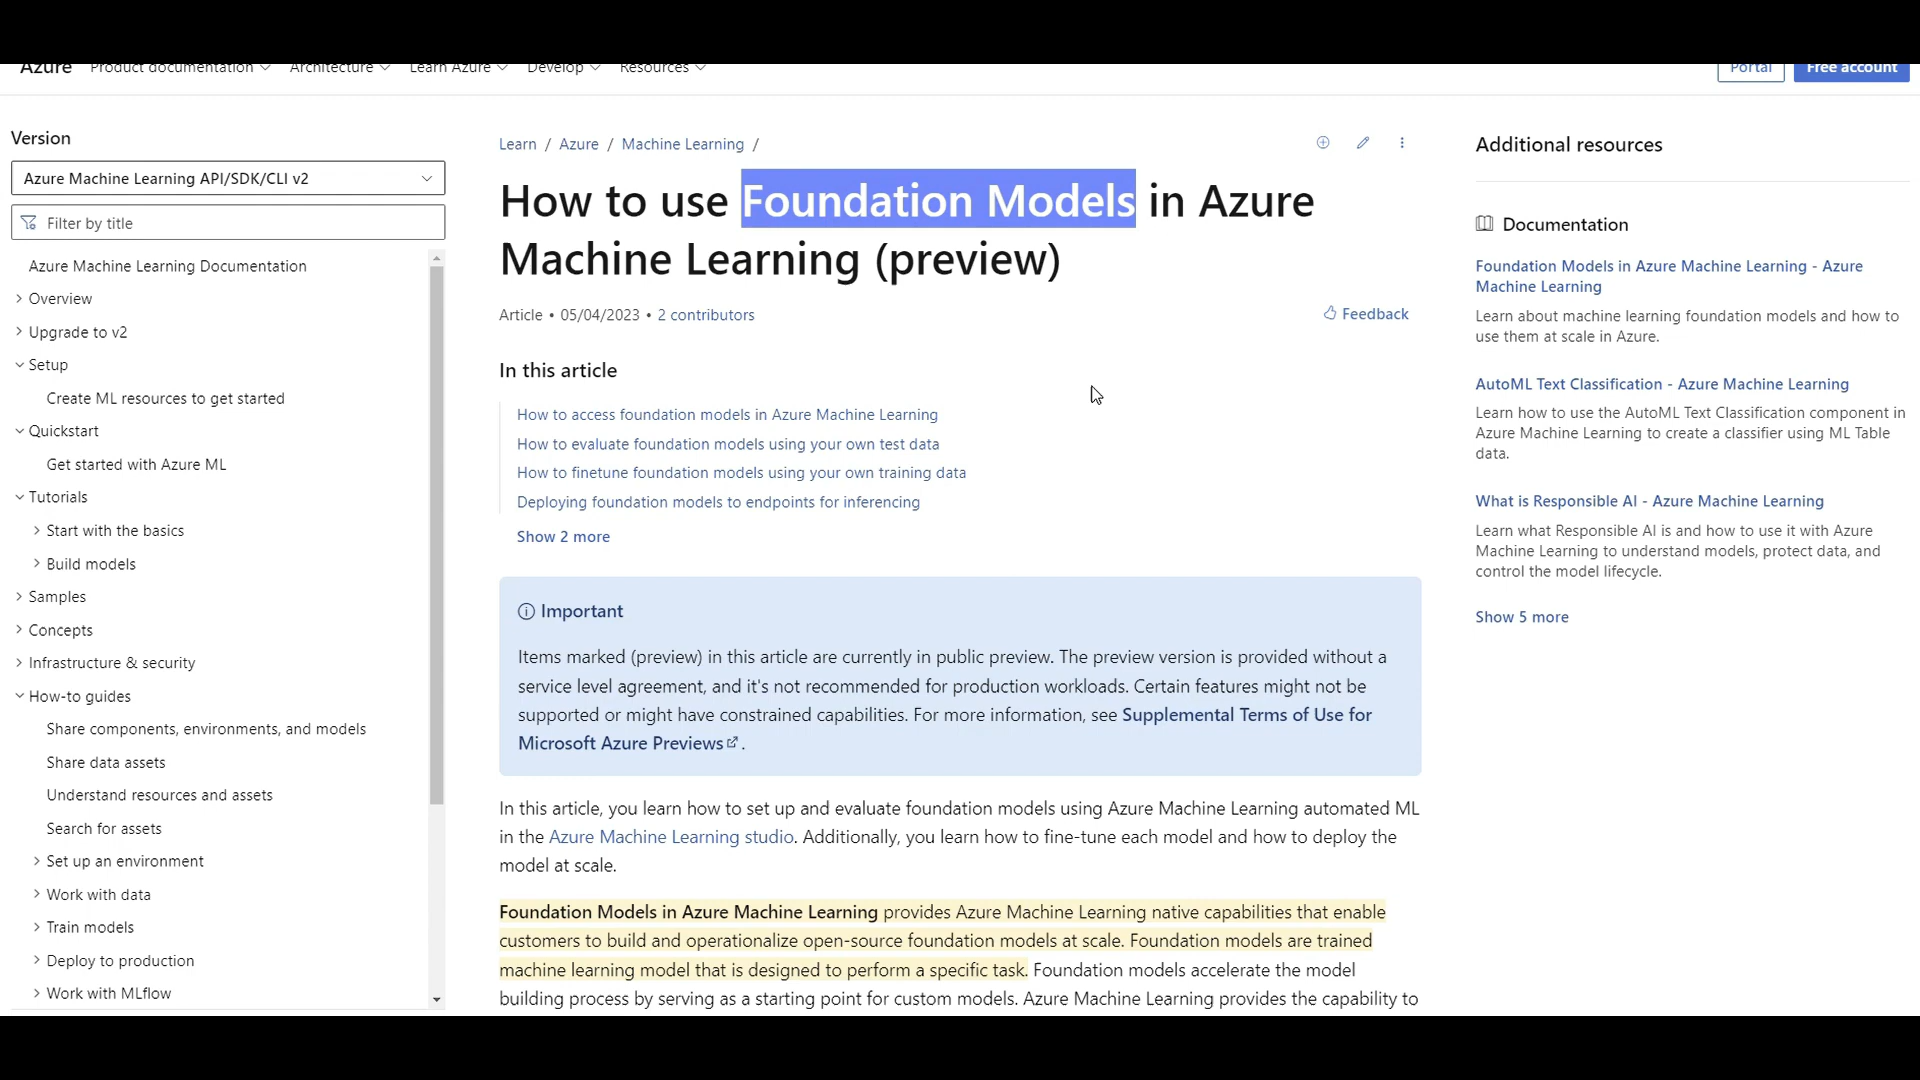 Azure Product documentation Architecture Learn Azure Develop Resources Portal Free account
Version
Azure Machine Learning API/SDK/CLI v2
Filter by title
Azure Machine Learning Documentation
Overview
Upgrade to v2
Setup
Create ML resources to get started
Quickstart
Get started with Azure ML
Tutorials
Start with the basics
Build models
Samples
Concepts
Infrastructure & security
How-to guides
Share components, environments, and models
Share data assets
Understand resources and assets
Search for assets
Set up an environment
Work with data
Train models
Deploy to production
Work with MLflow
Learn / Azure / Machine Learning /
How to use Foundation Models in Azure
Machine Learning (preview)
Article • 05/04/2023 • 2 contributors
Feedback
In this article
How to access foundation models in Azure Machine Learning
How to evaluate foundation models using your own test data
How to finetune foundation models using your own training data
Deploying foundation models to endpoints for inferencing
Show 2 more
Important
Items marked (preview) in this article are currently in public preview. The preview version is provided without a
service level agreement, and it's not recommended for production workloads. Certain features might not be
supported or might have constrained capabilities. For more information, see Supplemental Terms of Use for
Microsoft Azure Previews.
In this article, you learn how to set up and evaluate foundation models using Azure Machine Learning automated ML
in the Azure Machine Learning studio. Additionally, you learn how to fine-tune each model and how to deploy the
model at scale.
Foundation Models in Azure Machine Learning provides Azure Machine Learning native capabilities that enable
customers to build and operationalize open-source foundation models at scale. Foundation models are trained
machine learning model that is designed to perform a specific task. Foundation models accelerate the model
building process by serving as a starting point for custom models. Azure Machine Learning provides the capability to
Additional resources
Documentation
Foundation Models in Azure Machine Learning - Azure
Machine Learning
Learn about machine learning foundation models and how to
use them at scale in Azure.
AutoML Text Classification - Azure Machine Learning
Learn how to use the AutoML Text Classification component in
Azure Machine Learning to create a classifier using ML Table
data.
What is Responsible AI - Azure Machine Learning
Learn what Responsible AI is and how to use it with Azure
Machine Learning to understand models, protect data, and
control the model lifecycle.
Show 5 more